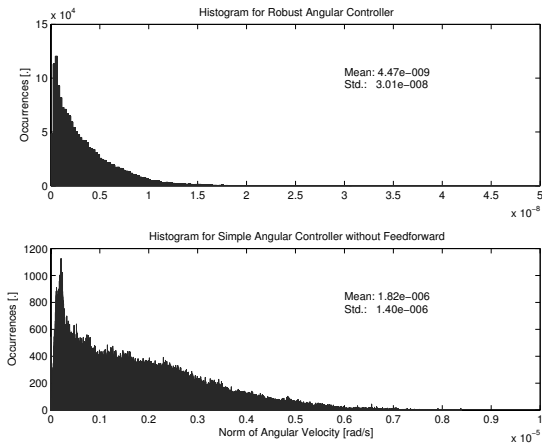 Histogram for Robust Angular Controller
15
x 10^4
10
5
0
Occurrences [.]
Mean: 4.47e−009
Std.: 3.01e−008
0 0.5 1 1.5 2 2.5 3 3.5 4 4.5 5
x 10^-8
Histogram for Simple Angular Controller without Feedforward
1200
1000
800
600
400
200
0
Occurrences [.]
Mean: 1.82e−006
Std.: 1.40e−006
0 0.1 0.2 0.3 0.4 0.5 0.6 0.7 0.8 0.9 1
Norm of Angular Velocity [rad/s]
x 10^-5